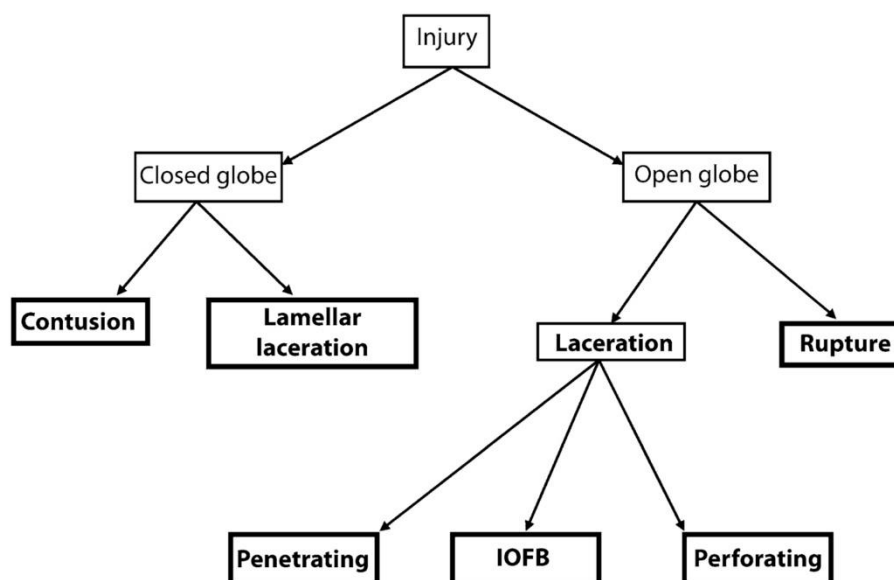 Injury
Closed globe
Open globe
Contusion
Lamellar
laceration
Laceration
Rupture
Penetrating
IOFB
Perforating